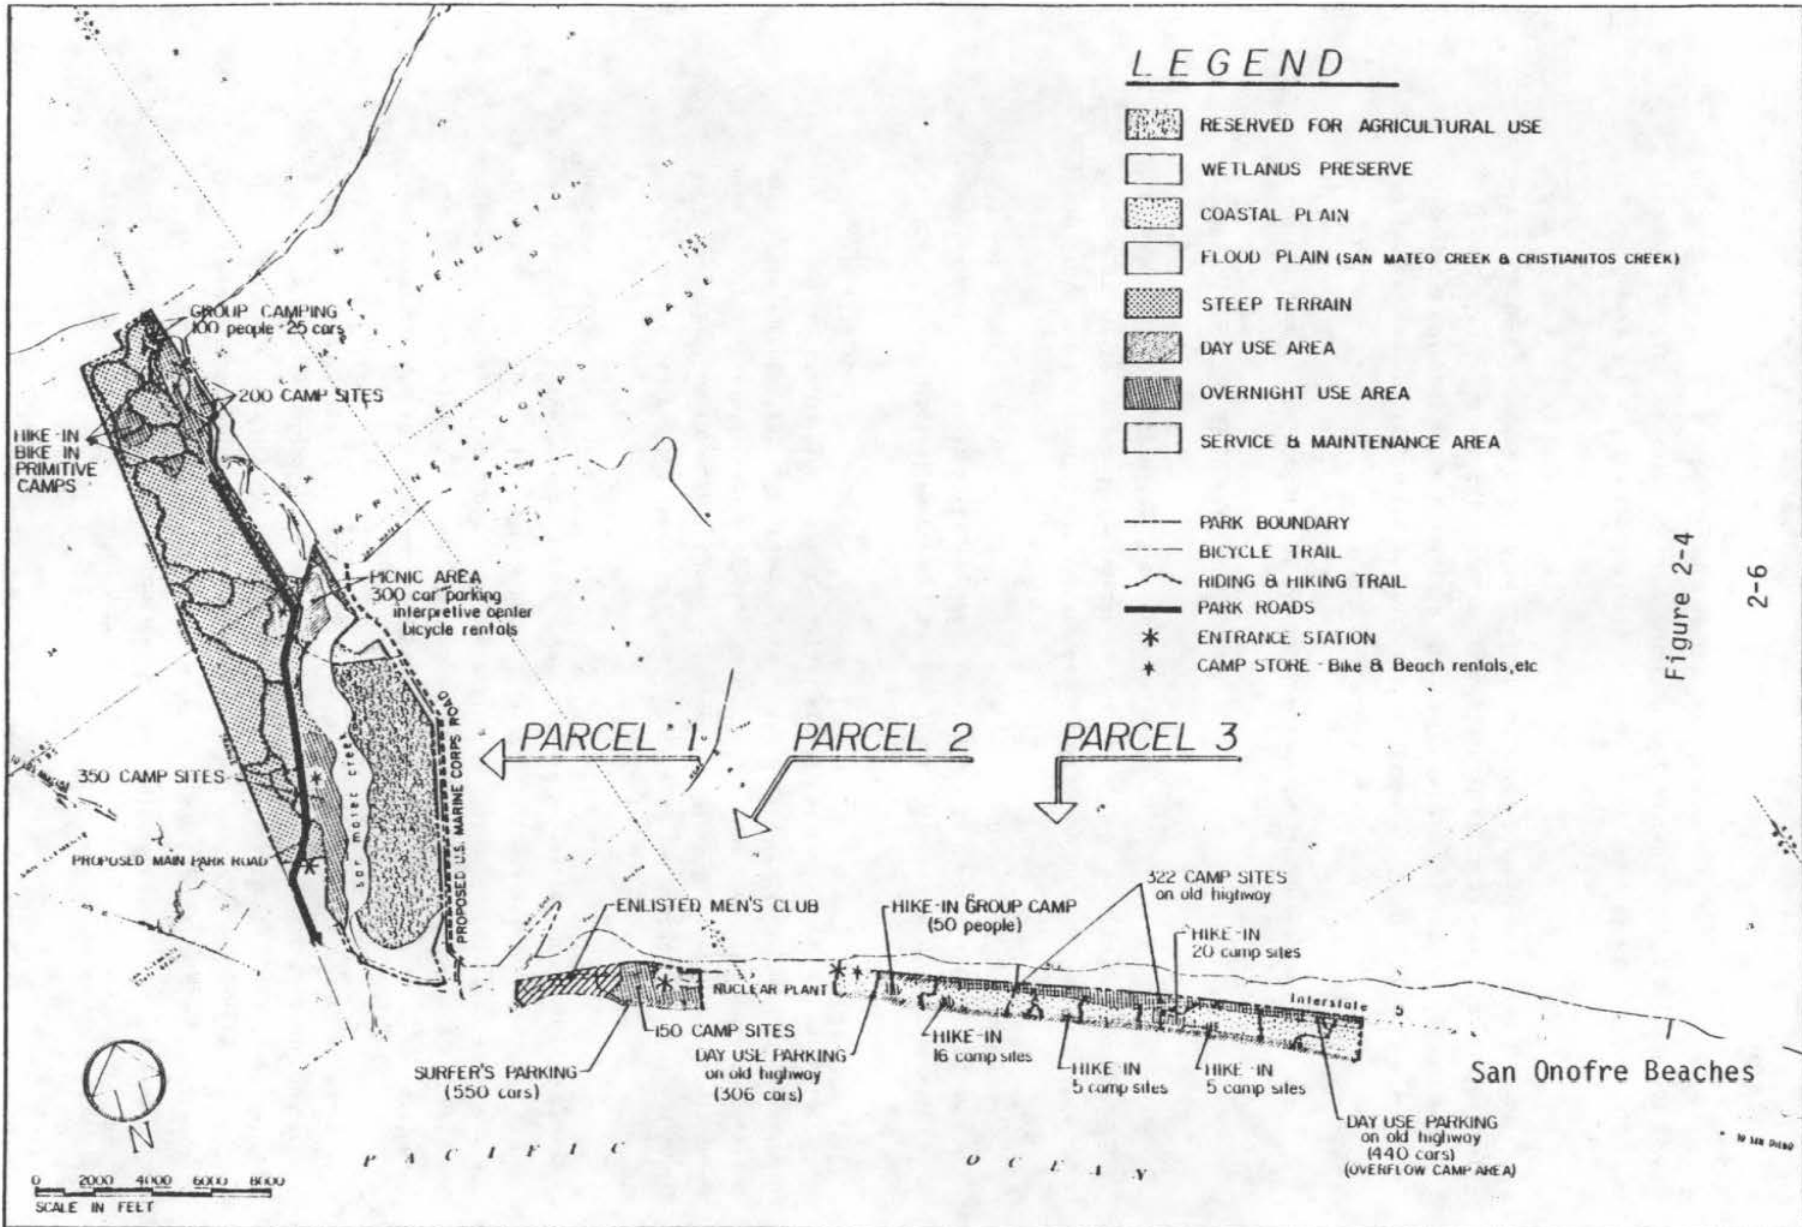 LEGEND
RESERVED FOR AGRICULTURAL USE
WETLANDS PRESERVE
COASTAL PLAIN
FLOOD PLAIN (SAN MATEO CREEK & CRISTIANITOS CREEK)
STEEP TERRAIN
DAY USE AREA
OVERNIGHT USE AREA
SERVICE & MAINTENANCE AREA
PARK BOUNDARY
BICYCLE TRAIL
RIDING & HIKING TRAIL
PARK ROADS
ENTRANCE STATION
CAMP STORE - Bike & Beach rentals, etc
Figure 2-4
2-6
CAMP PENDLETON
MARINE CORPS BASE
GROUP CAMPING
100 people - 25 cars
200 CAMP SITES
HIKE-IN
BIKE IN
PRIMITIVE
CAMPS
PICNIC AREA
300 car parking
interpretive center
bicycle rentals
350 CAMP SITES
PROPOSED MAIN PARK ROAD
san mateo creek
PROPOSED U.S. MARINE CORPS ROAD
PARCEL 1
PARCEL 2
PARCEL 3
ENLISTED MEN'S CLUB
HIKE-IN GROUP CAMP
(50 people)
322 CAMP SITES
on old highway
HIKE-IN
20 camp sites
NUCLEAR PLANT
Interstate 5
150 CAMP SITES
SURFER'S PARKING
(550 cars)
DAY USE PARKING
on old highway
(306 cars)
HIKE-IN
16 camp sites
HIKE-IN
5 camp sites
HIKE-IN
5 camp sites
San Onofre Beaches
DAY USE PARKING
on old highway
(440 cars)
(OVERFLOW CAMP AREA)
TO SAN DIEGO
PACIFIC OCEAN
N
0 2000 4000 6000 8000
SCALE IN FEET